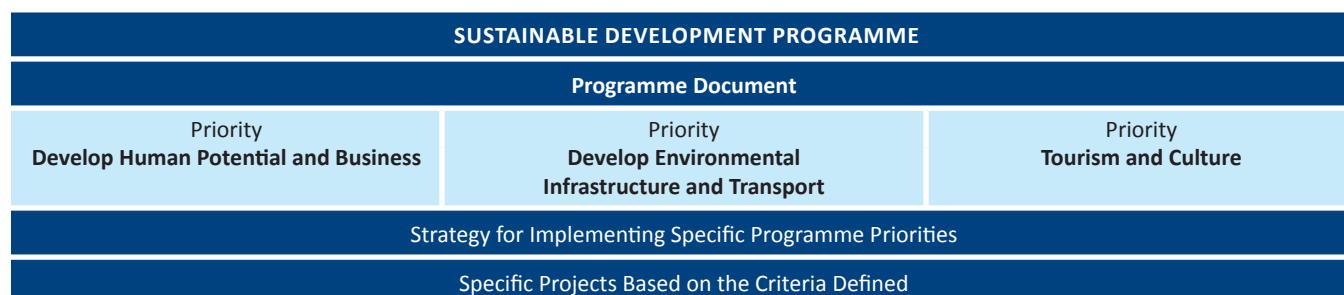 SUSTAINABLE DEVELOPMENT PROGRAMME
Programme Document
Priority
Develop Human Potential and Business
Priority
Develop Environmental
Infrastructure and Transport
Priority
Tourism and Culture
Strategy for Implementing Specific Programme Priorities
Specific Projects Based on the Criteria Defined